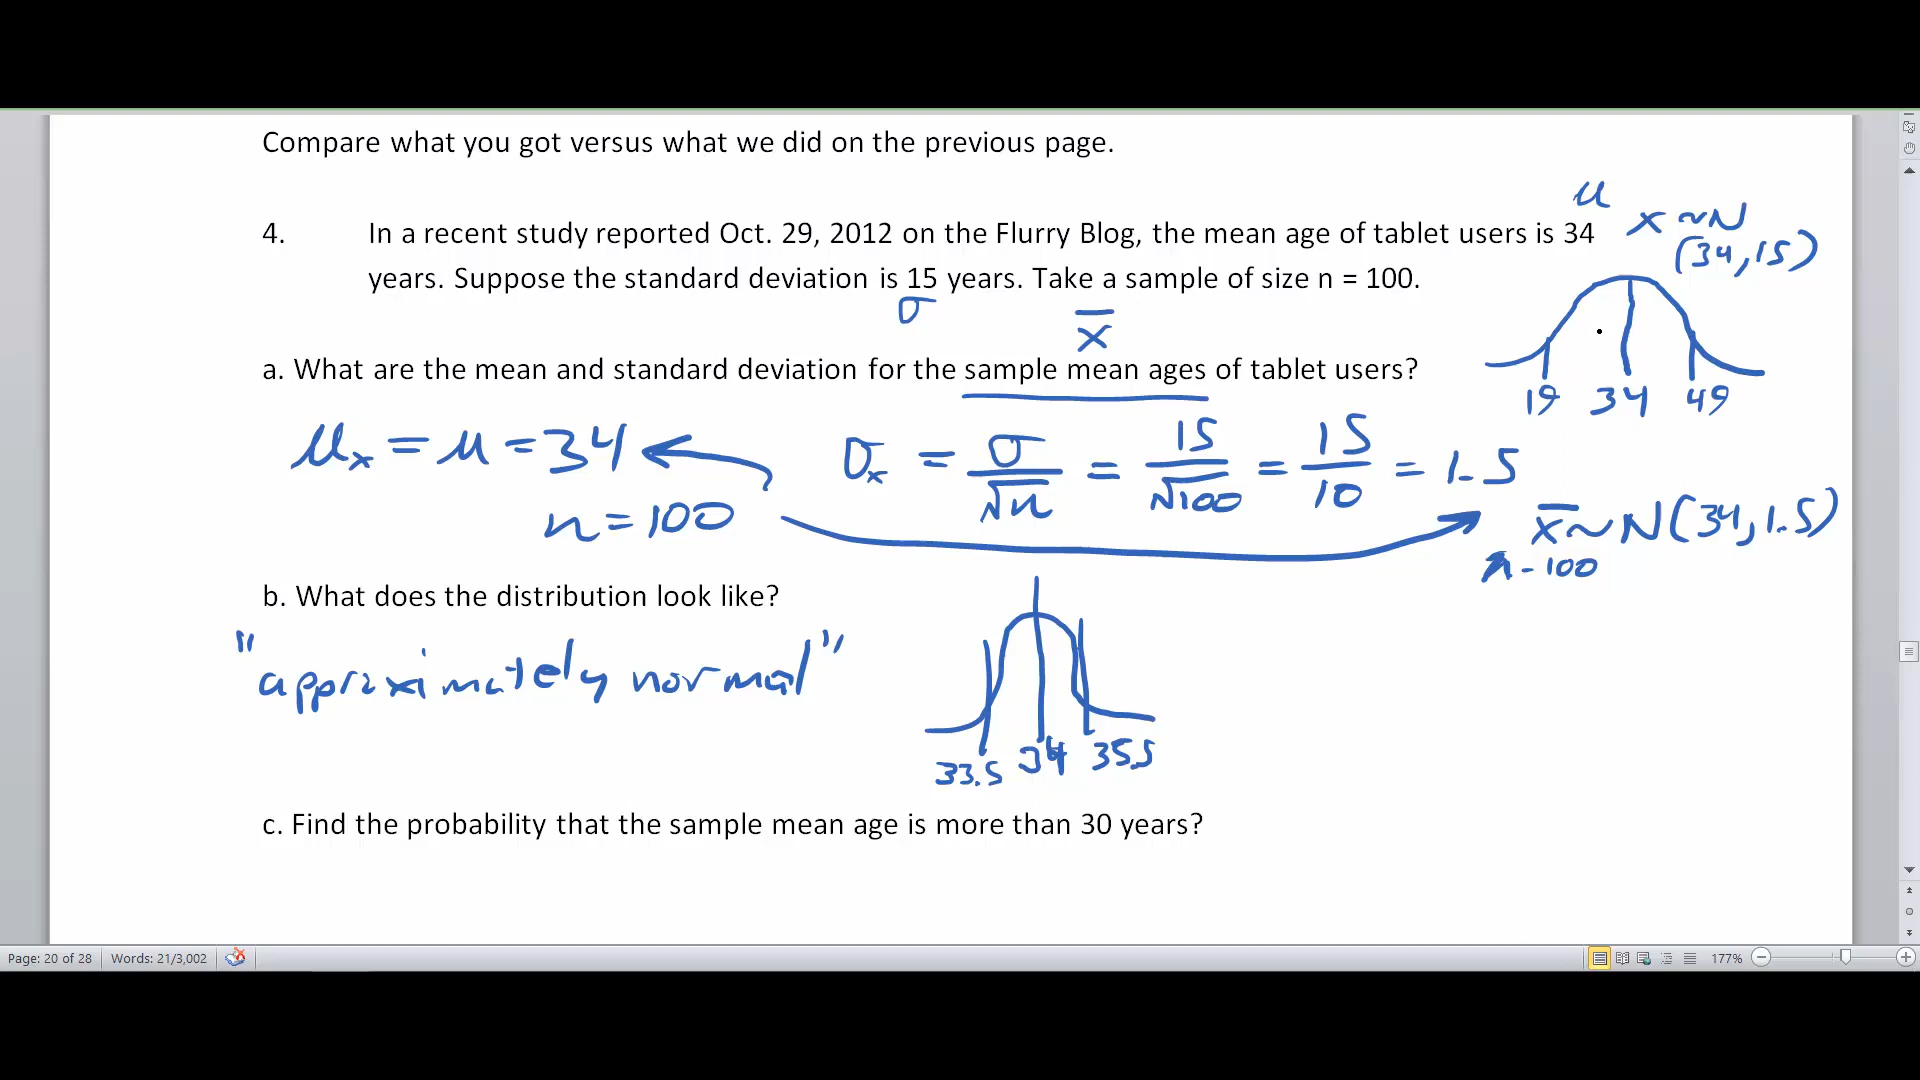 Compare what you got versus what we did on the previous page.
μ
x ~N
(34,15)
4. In a recent study reported Oct. 29, 2012 on the Flurry Blog, the mean age of tablet users is 34
years. Suppose the standard deviation is 15 years. Take a sample of size n = 100.
σ
x̄
a. What are the mean and standard deviation for the sample mean ages of tablet users?
19 34 49
μx = μ = 34
σx = σ/√n = 15/√100 = 15/10 = 1.5
n = 100
x̄ ~ N(34,1.5)
n - 100
b. What does the distribution look like?
"approximately normal"
33.5 34 35.5
c. Find the probability that the sample mean age is more than 30 years?
Page: 20 of 28 Words: 21/3,002 177%